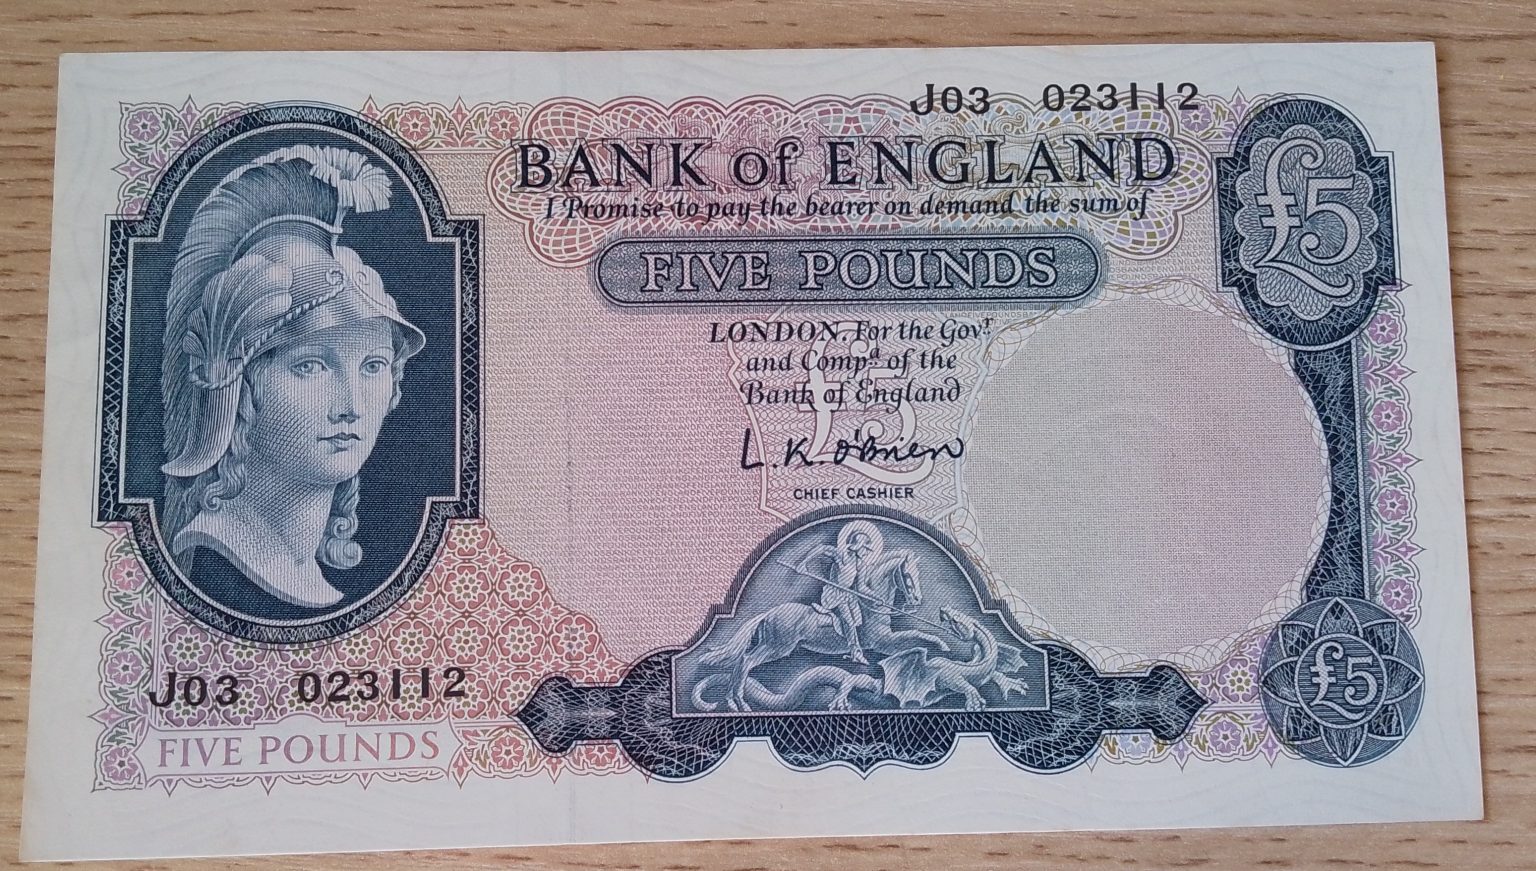 J03 023112
BANK of ENGLAND
I Promise to pay the bearer on demand the sum of
£5
FIVE POUNDS
LONDON. For the Govʳ
and Compᵃ of the
Bank of England
£5
L.K. O'Brien
CHIEF CASHIER
J03 023112
FIVE POUNDS
£5